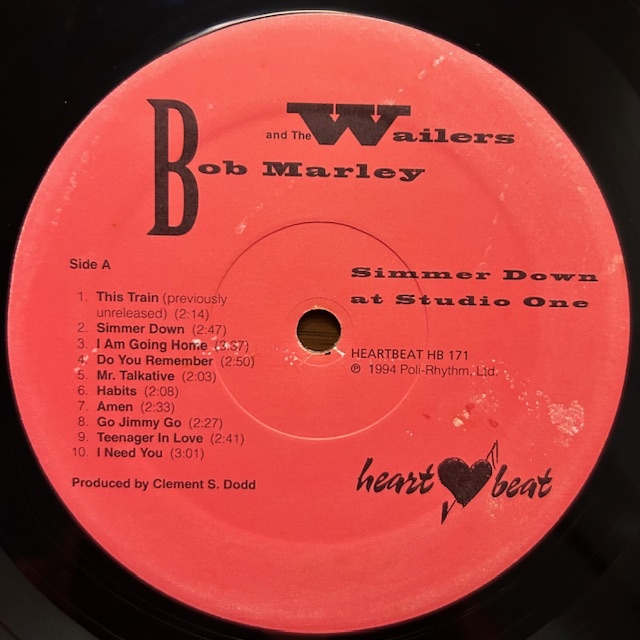 and The Wailers
Bob Marley
Side A
Simmer Down
at Studio One
1. This Train (previously
unreleased) (2:14)
2. Simmer Down (2:47)
3. I Am Going Home (3:37)
4. Do You Remember (2:50)
5. Mr. Talkative (2:03)
6. Habits (2:08)
7. Amen (2:33)
8. Go Jimmy Go (2:27)
9. Teenager In Love (2:41)
10. I Need You (3:01)
HEARTBEAT HB 171
℗ 1994 Poli-Rhythm, Ltd.
Produced by Clement S. Dodd
heart beat